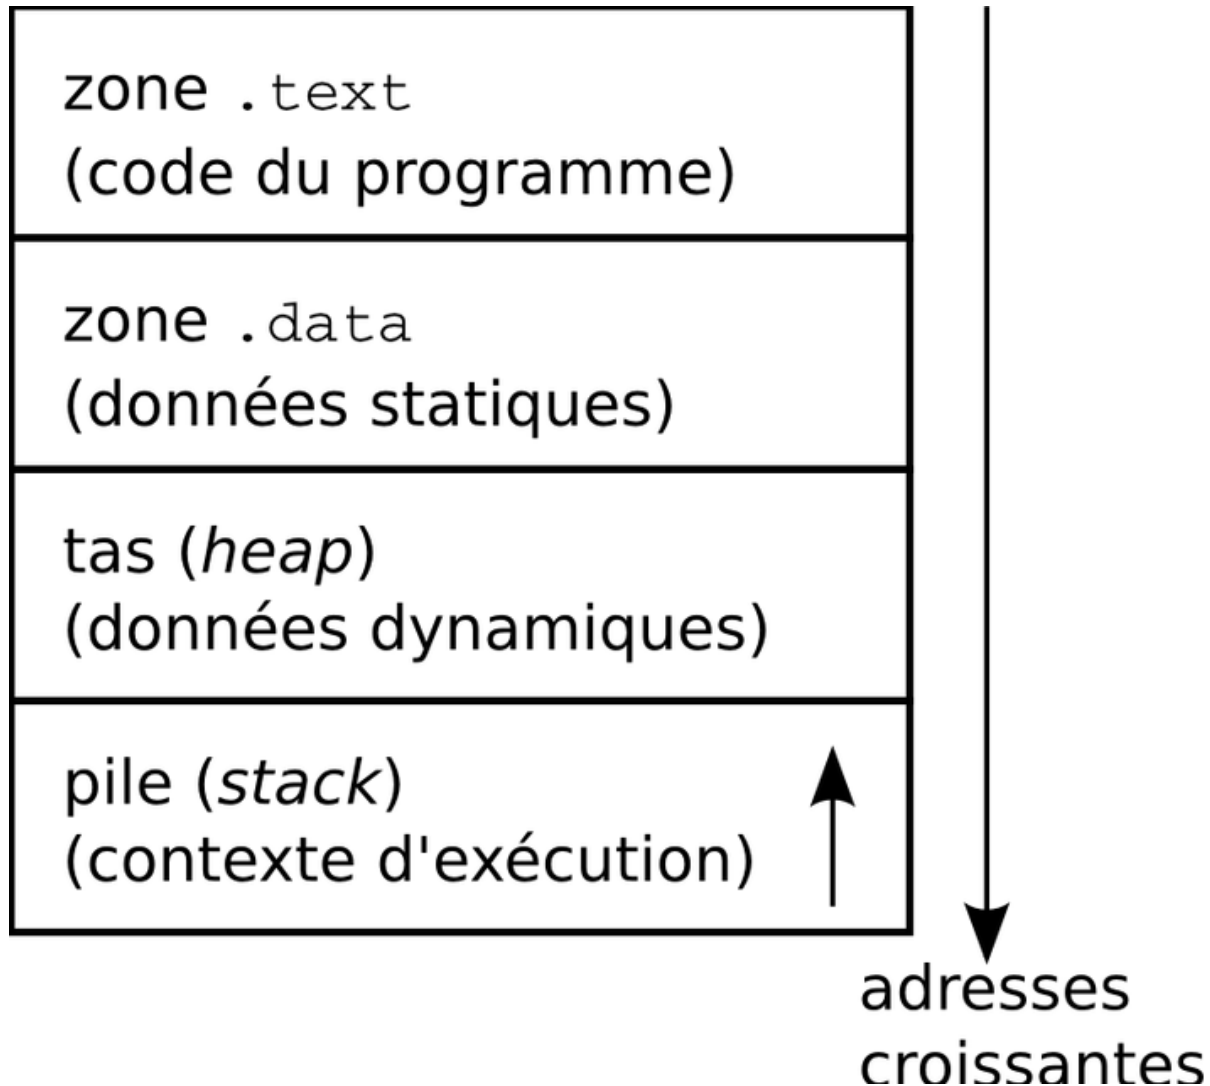 zone .text
(code du programme)
zone .data
(données statiques)
tas (heap)
(données dynamiques)
pile (stack)
(contexte d'exécution)
adresses
croissantes